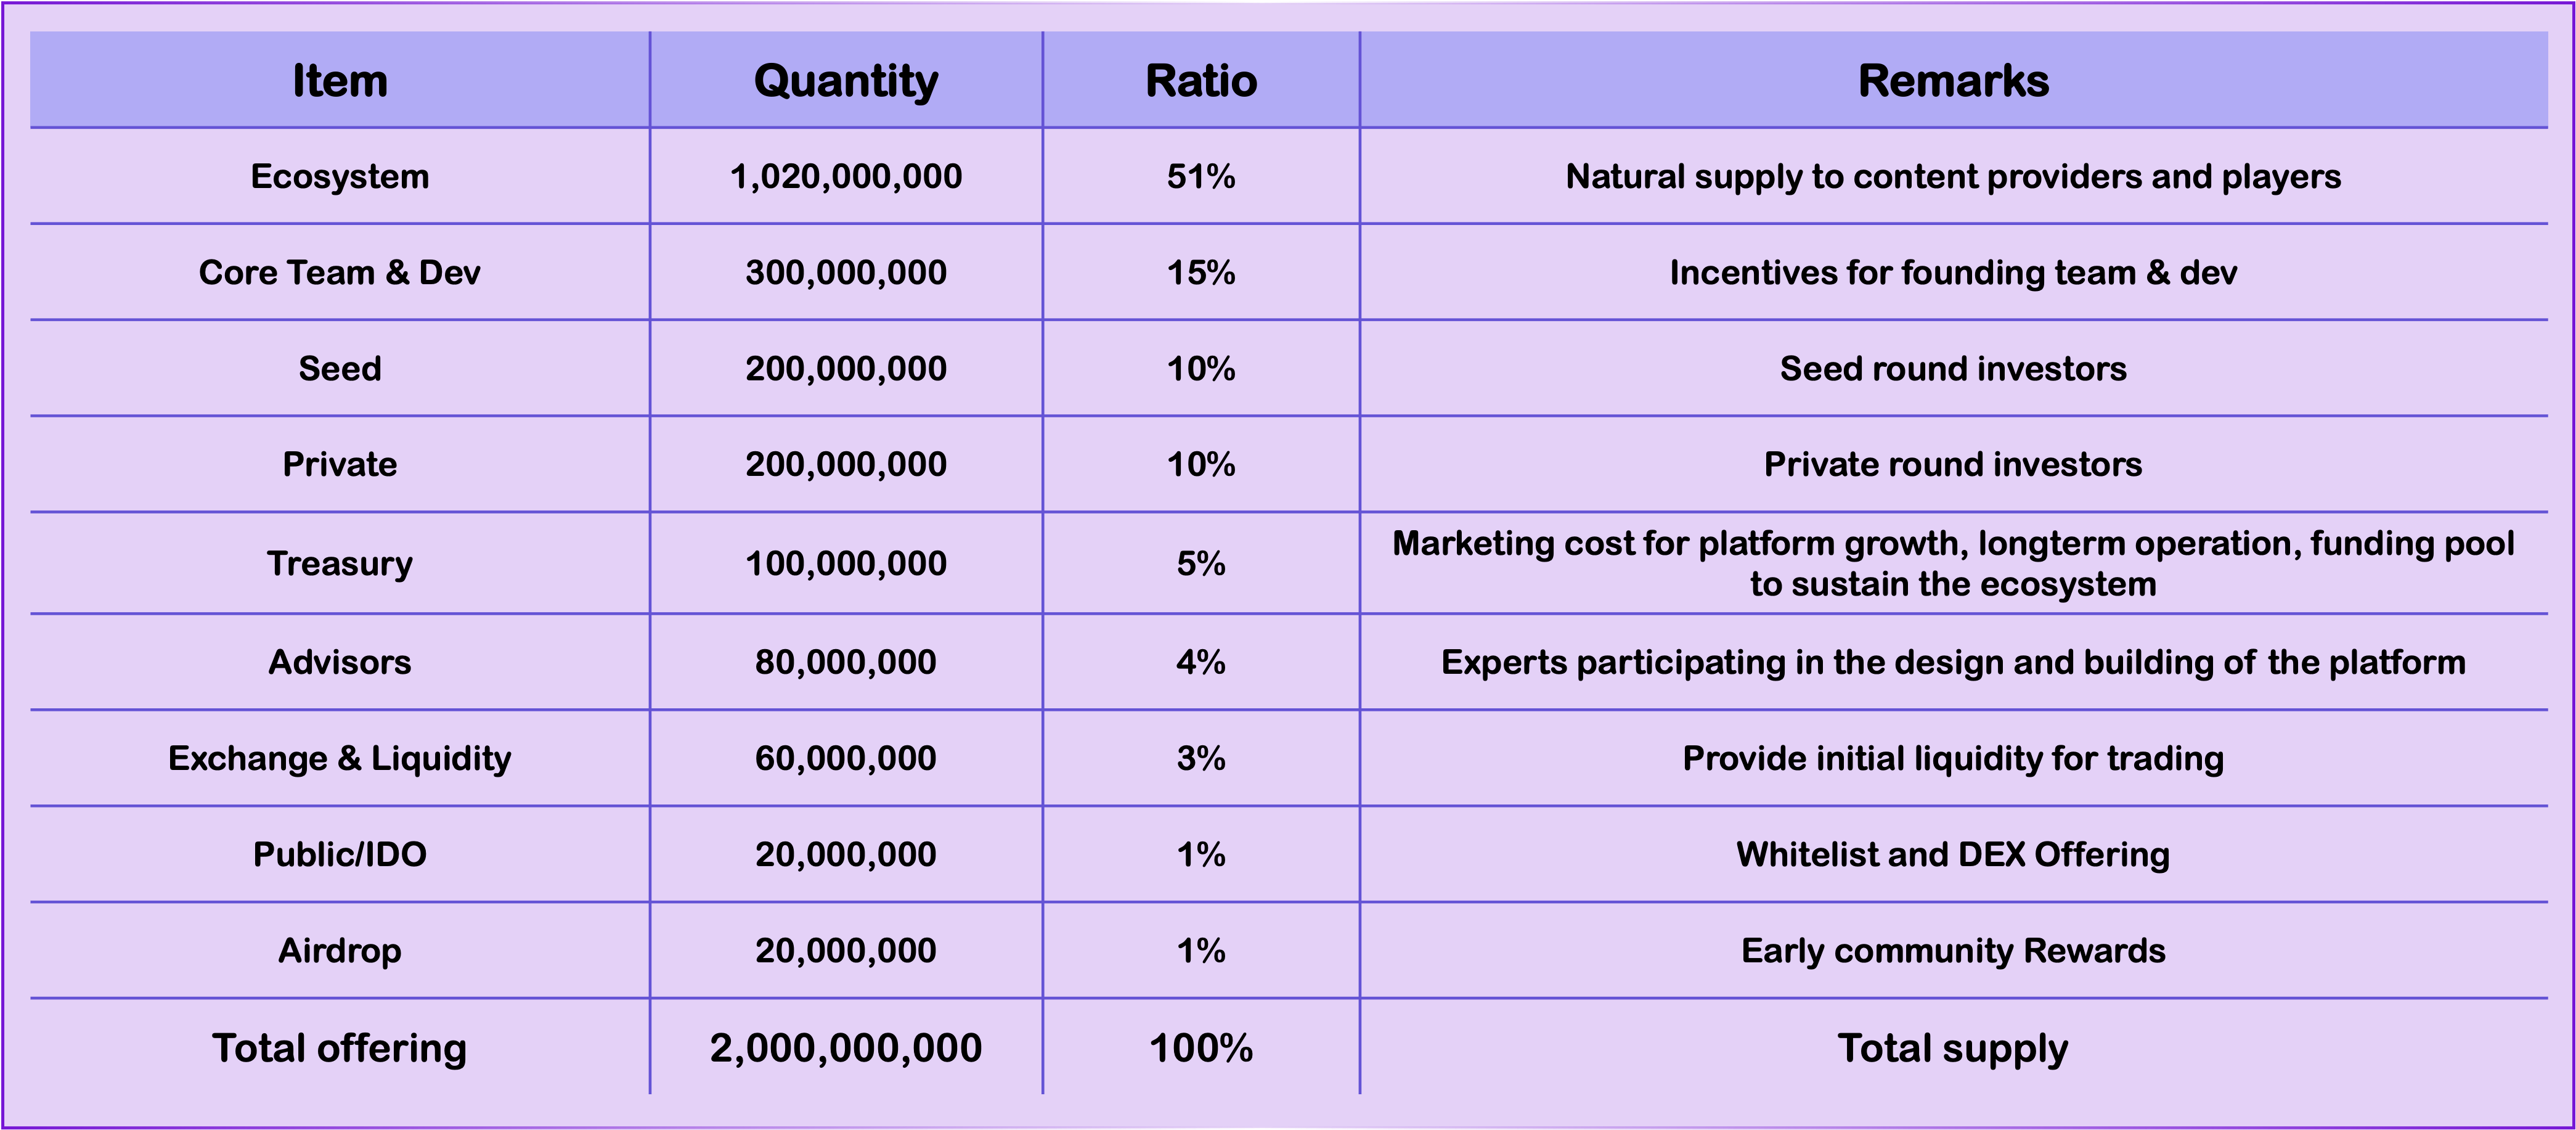 Item Quantity Ratio Remarks
Ecosystem 1,020,000,000 51% Natural supply to content providers and players
Core Team & Dev 300,000,000 15% Incentives for founding team & dev
Seed 200,000,000 10% Seed round investors
Private 200,000,000 10% Private round investors
Treasury 100,000,000 5% Marketing cost for platform growth, longterm operation, funding pool
to sustain the ecosystem
Advisors 80,000,000 4% Experts participating in the design and building of the platform
Exchange & Liquidity 60,000,000 3% Provide initial liquidity for trading
Public/IDO 20,000,000 1% Whitelist and DEX Offering
Airdrop 20,000,000 1% Early community Rewards
Total offering 2,000,000,000 100% Total supply